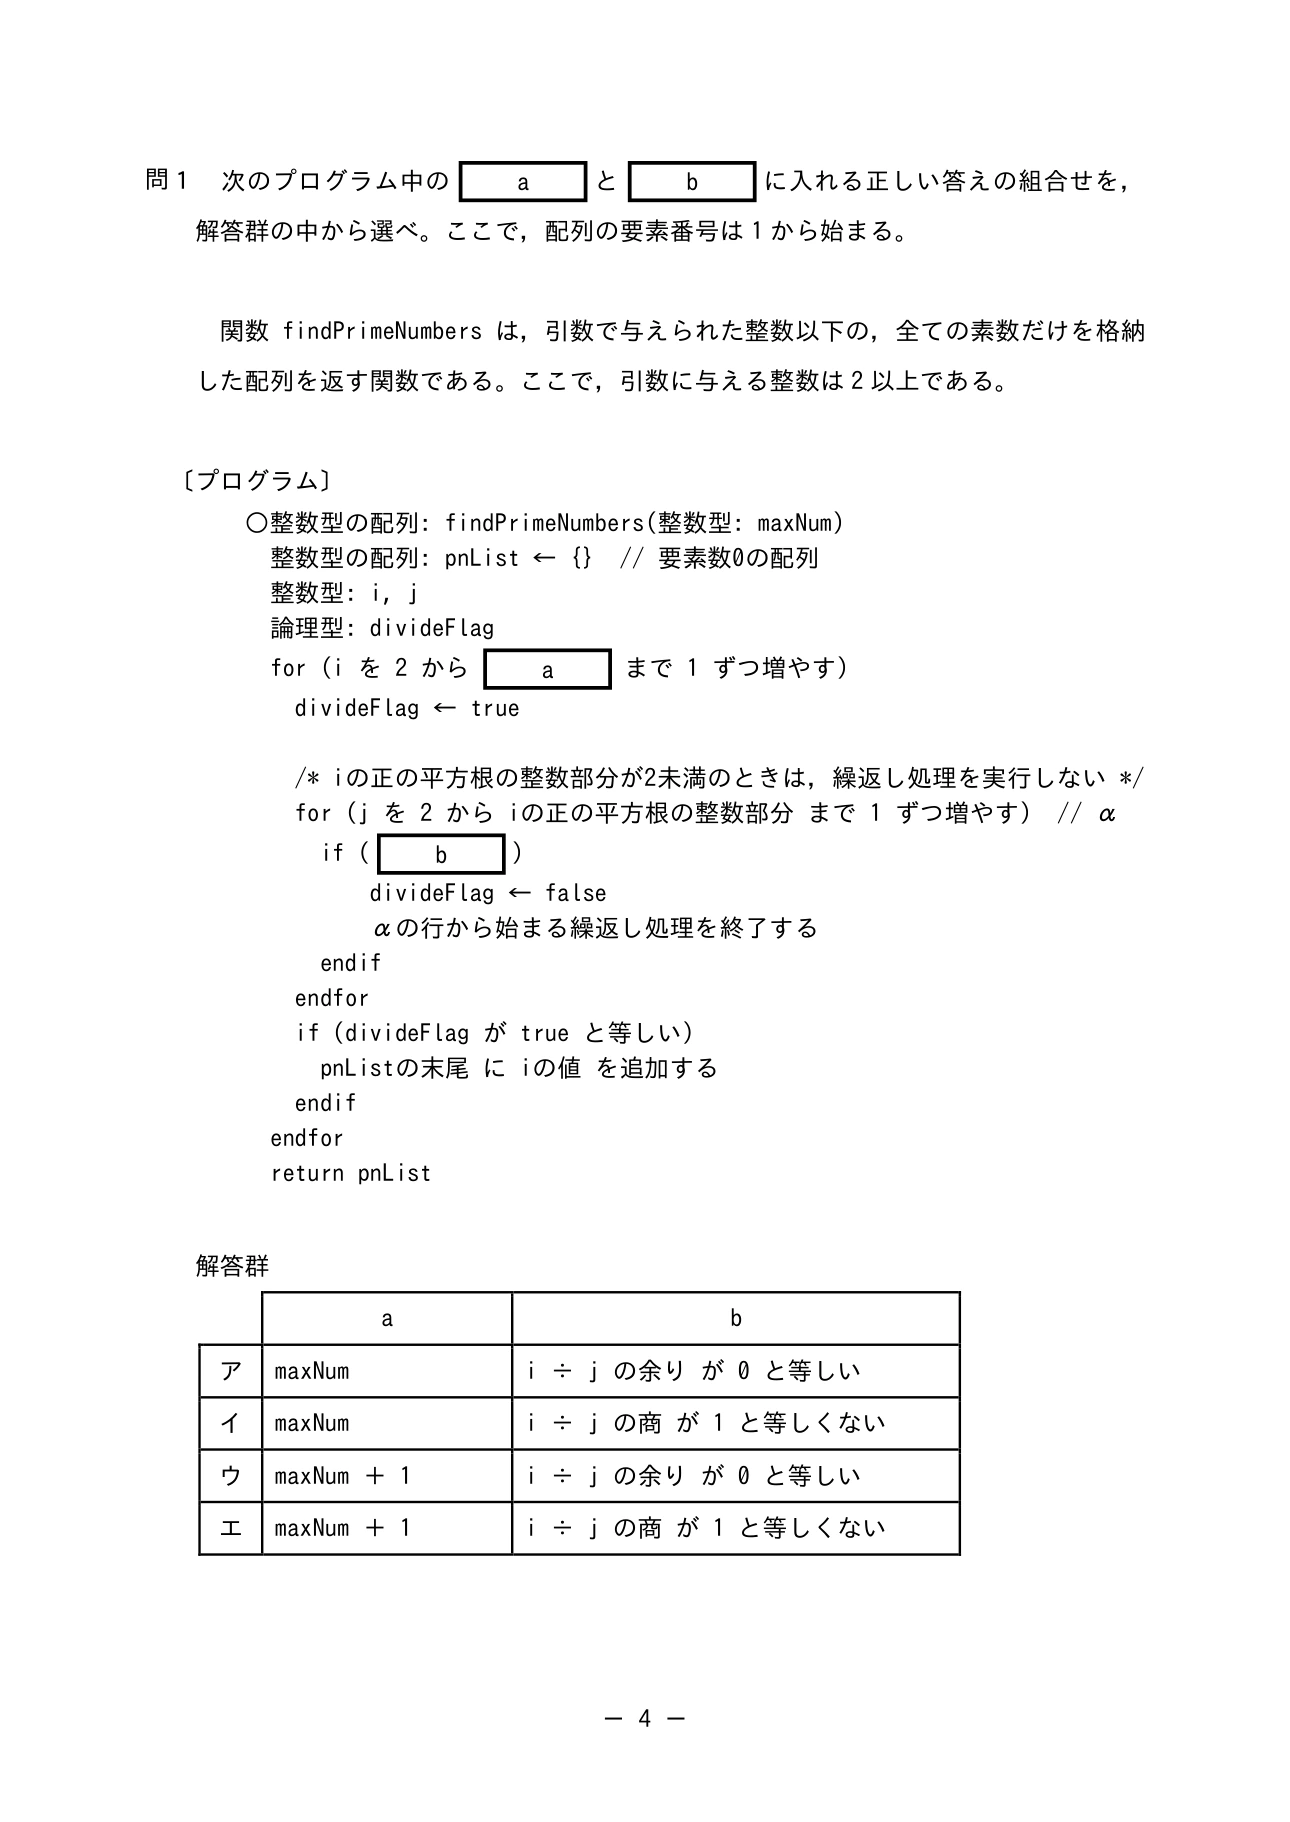 問1 次のプログラム中の a と b に入れる正しい答えの組合せを，
解答群の中から選べ。ここで，配列の要素番号は1から始まる。
関数 findPrimeNumbers は，引数で与えられた整数以下の，全ての素数だけを格納
した配列を返す関数である。ここで，引数に与える整数は2以上である。
〔プログラム〕
○整数型の配列: findPrimeNumbers(整数型: maxNum)
整数型の配列: pnList ← {} // 要素数0の配列
整数型: i, j
論理型: divideFlag
for (i を 2 から a まで 1 ずつ増やす)
divideFlag ← true
/* iの正の平方根の整数部分が2未満のときは，繰返し処理を実行しない */
for (j を 2 から iの正の平方根の整数部分 まで 1 ずつ増やす) // α
if ( b )
divideFlag ← false
αの行から始まる繰返し処理を終了する
endif
endfor
if (divideFlag が true と等しい)
pnListの末尾 に iの値 を追加する
endif
endfor
return pnList
解答群
a b
ア maxNum i ÷ j の余り が 0 と等しい
イ maxNum i ÷ j の商 が 1 と等しくない
ウ maxNum ＋ 1 i ÷ j の余り が 0 と等しい
エ maxNum ＋ 1 i ÷ j の商 が 1 と等しくない
－ 4 －